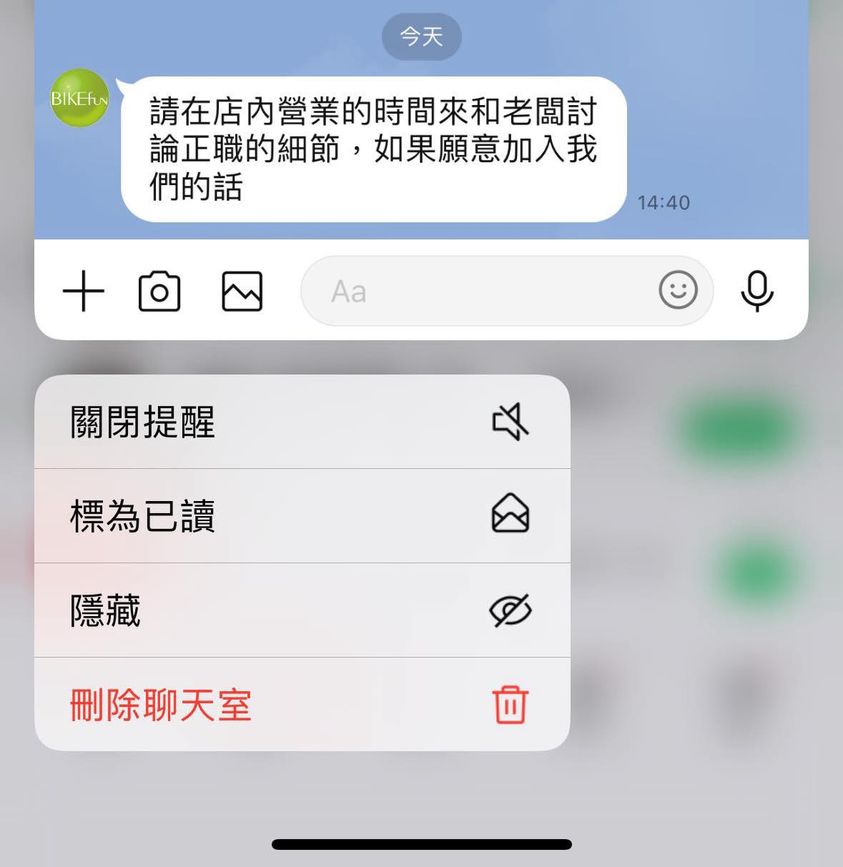 今天
BIKEfUN
請在店內營業的時間來和老闆討
論正職的細節，如果願意加入我
們的話
14:40
Aa
關閉提醒
標為已讀
隱藏
刪除聊天室